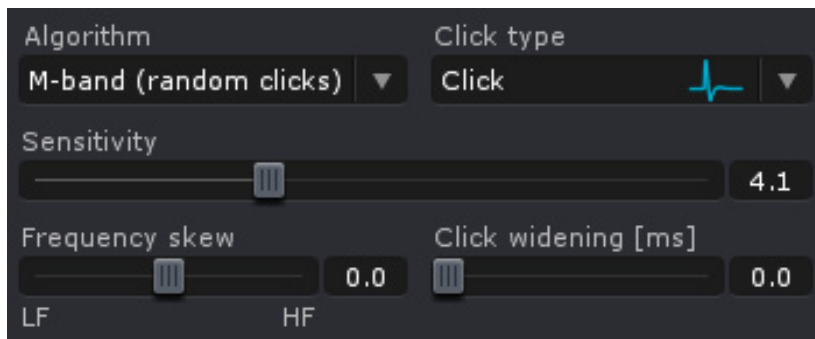 Algorithm Click type
M-band (random clicks) Click
Sensitivity
4.1
Frequency skew Click widening [ms]
0.0 0.0
LF HF